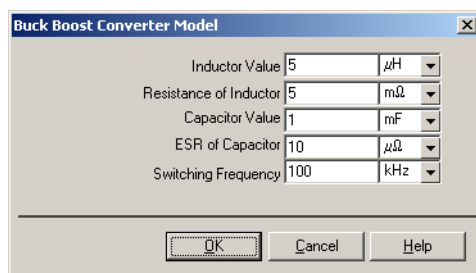 Buck Boost Converter Model
Inductor Value 5 μH
Resistance of Inductor 5 mΩ
Capacitor Value 1 mF
ESR of Capacitor 10 μΩ
Switching Frequency 100 kHz
OK Cancel Help